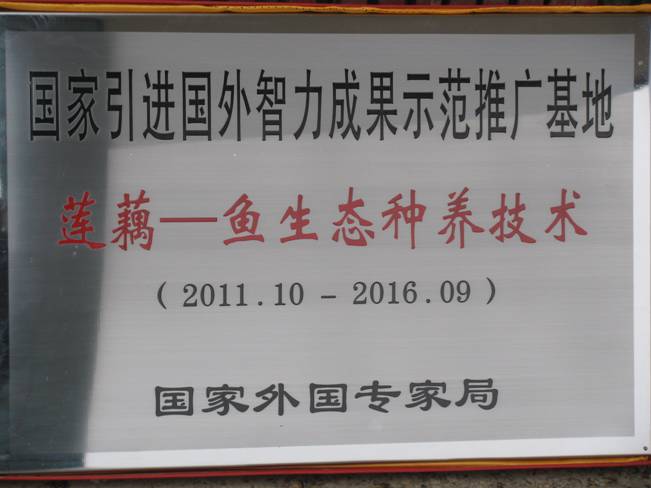 国家引进国外智力成果示范推广基地
莲藕——鱼生态种养技术
( 2011.10 - 2016.09 )
国家外国专家局